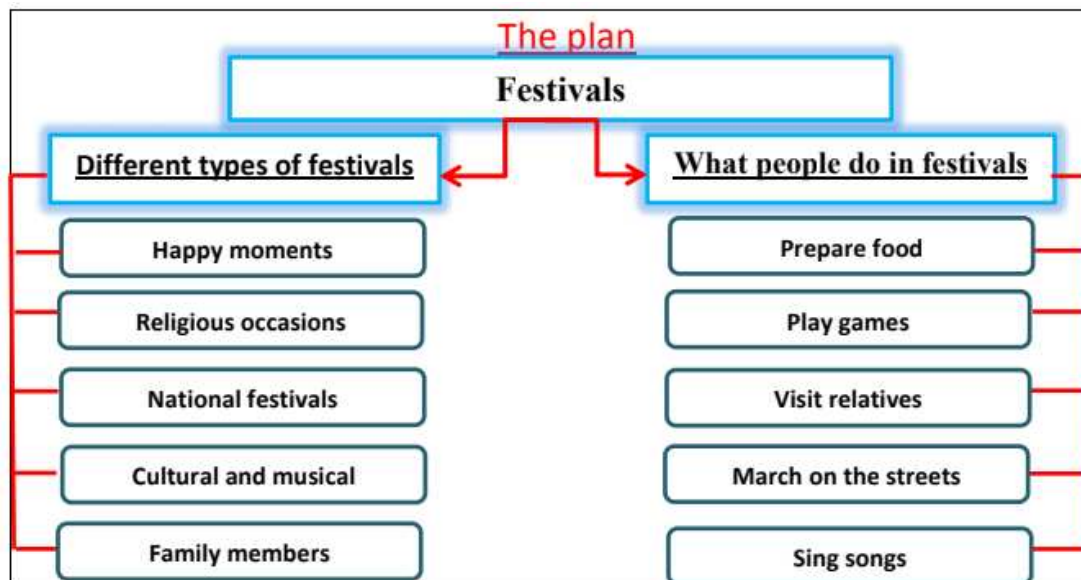 The plan
Festivals
Different types of festivals
Happy moments
Religious occasions
National festivals
Cultural and musical
Family members
What people do in festivals
Prepare food
Play games
Visit relatives
March on the streets
Sing songs